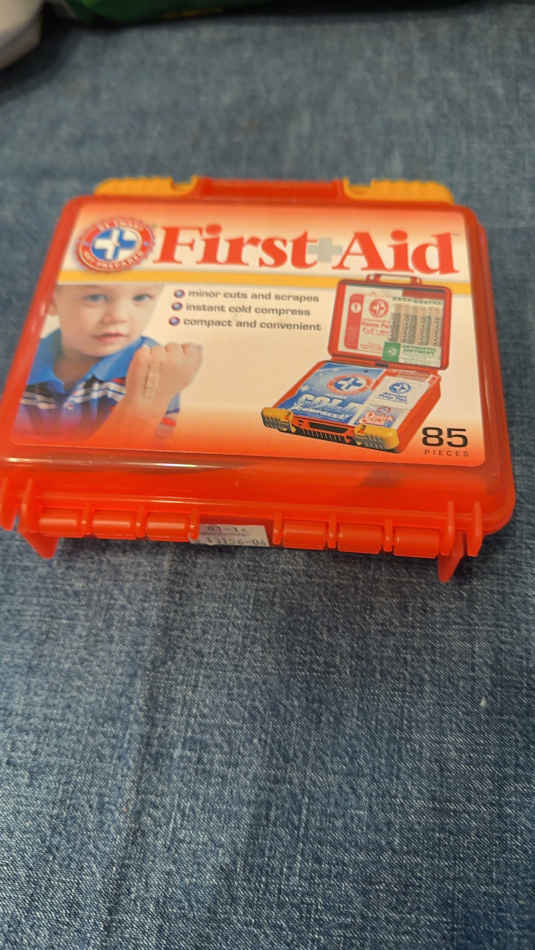 First Aid
minor cuts and scrapes
instant cold compress
compact and convenient
85
PIECES